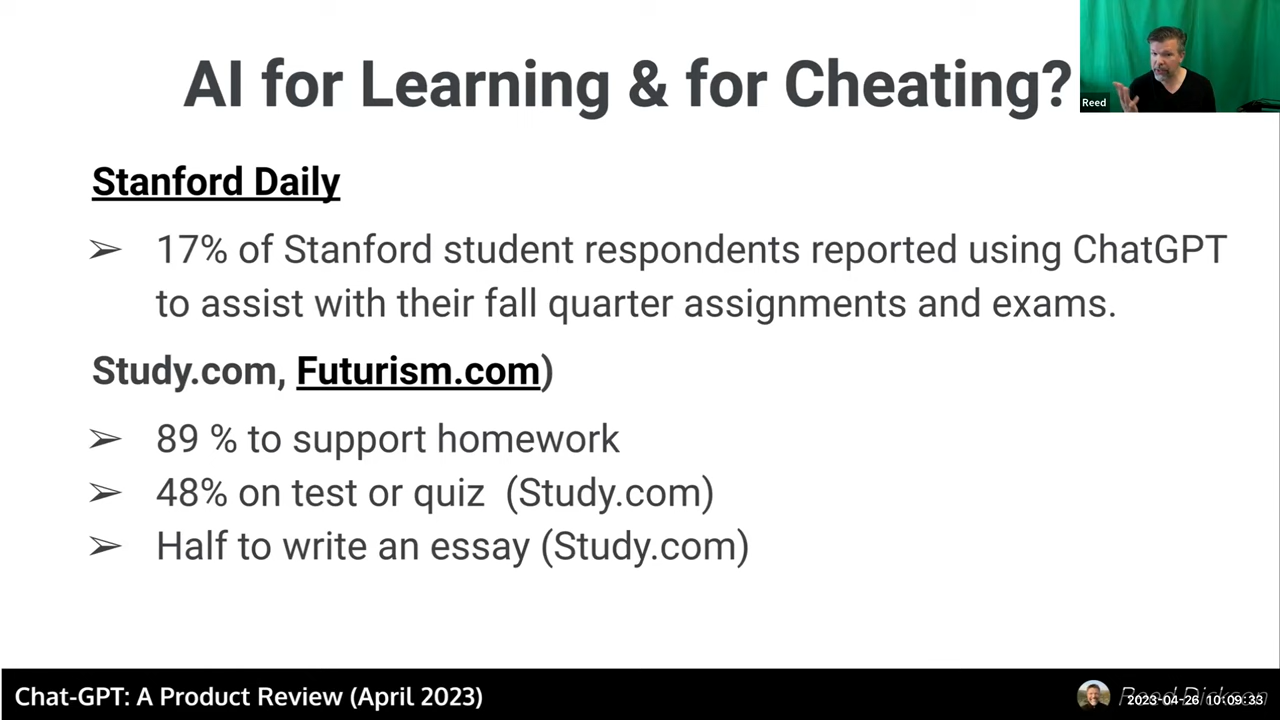 AI for Learning & for Cheating?
Reed
Stanford Daily
➢ 17% of Stanford student respondents reported using ChatGPT
to assist with their fall quarter assignments and exams.
Study.com, Futurism.com)
➢ 89 % to support homework
➢ 48% on test or quiz (Study.com)
➢ Half to write an essay (Study.com)
Chat-GPT: A Product Review (April 2023)
Reed Dickson
2023-04-26 10:09:33